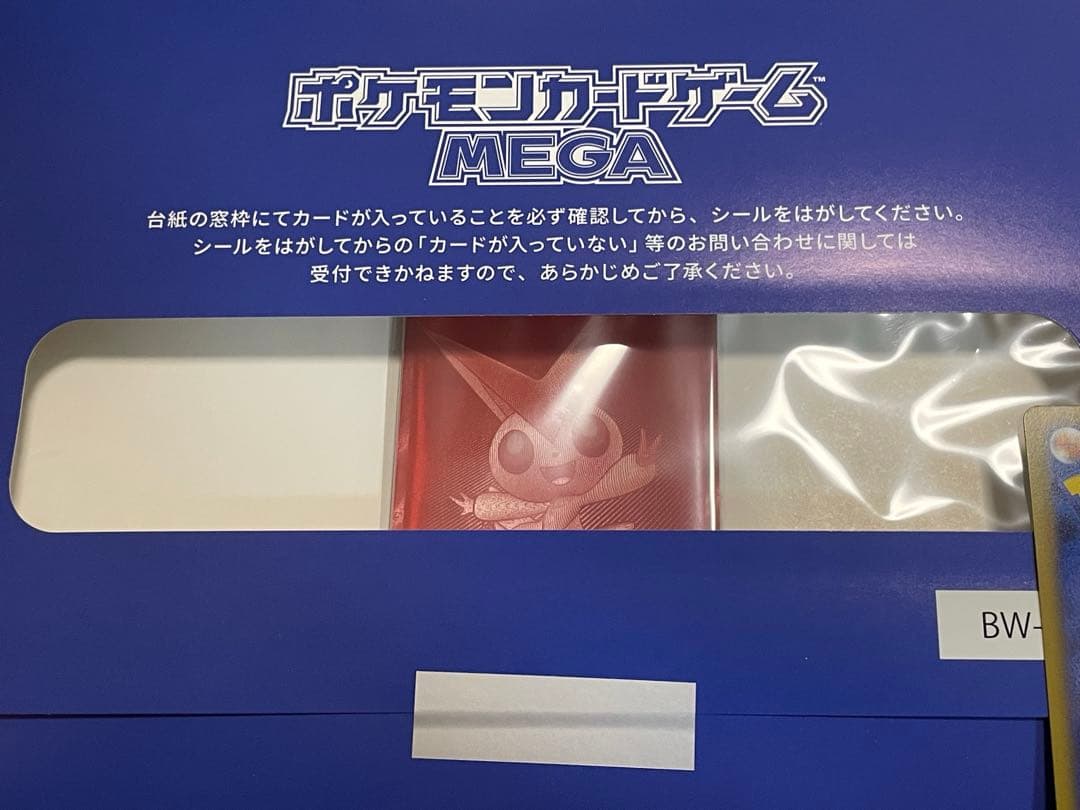 ポケモンカードゲーム™
MEGA
台紙の窓枠にてカードが入っていることを必ず確認してから、シールをはがしてください。
シールをはがしてからの「カードが入っていない」等のお問い合わせに関しては
受付できかねますので、あらかじめご了承ください。
BW-